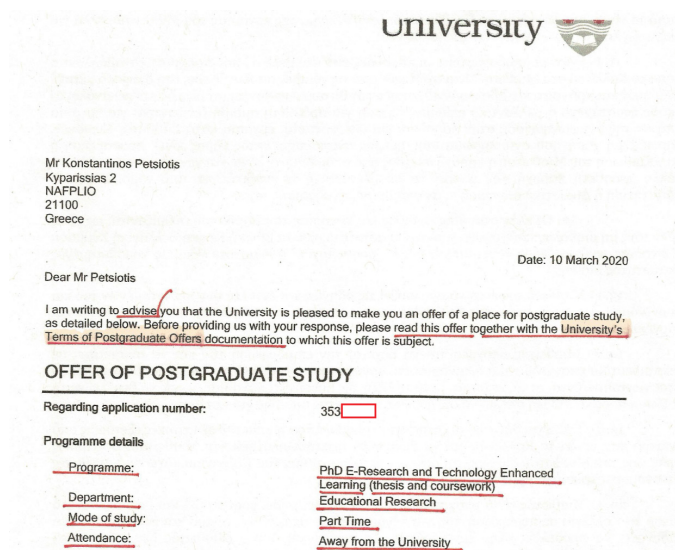 University
Mr Konstantinos Petsiotis
Kyparissias 2
NAFPLIO
21100
Greece
Date: 10 March 2020
Dear Mr Petsiotis
I am writing to advise you that the University is pleased to make you an offer of a place for postgraduate study,
as detailed below. Before providing us with your response, please read this offer together with the University's
Terms of Postgraduate Offers documentation to which this offer is subject.
OFFER OF POSTGRADUATE STUDY
Regarding application number: 353
Programme details
Programme: PhD E-Research and Technology Enhanced
Learning (thesis and coursework)
Department: Educational Research
Mode of study: Part Time
Attendance: Away from the University